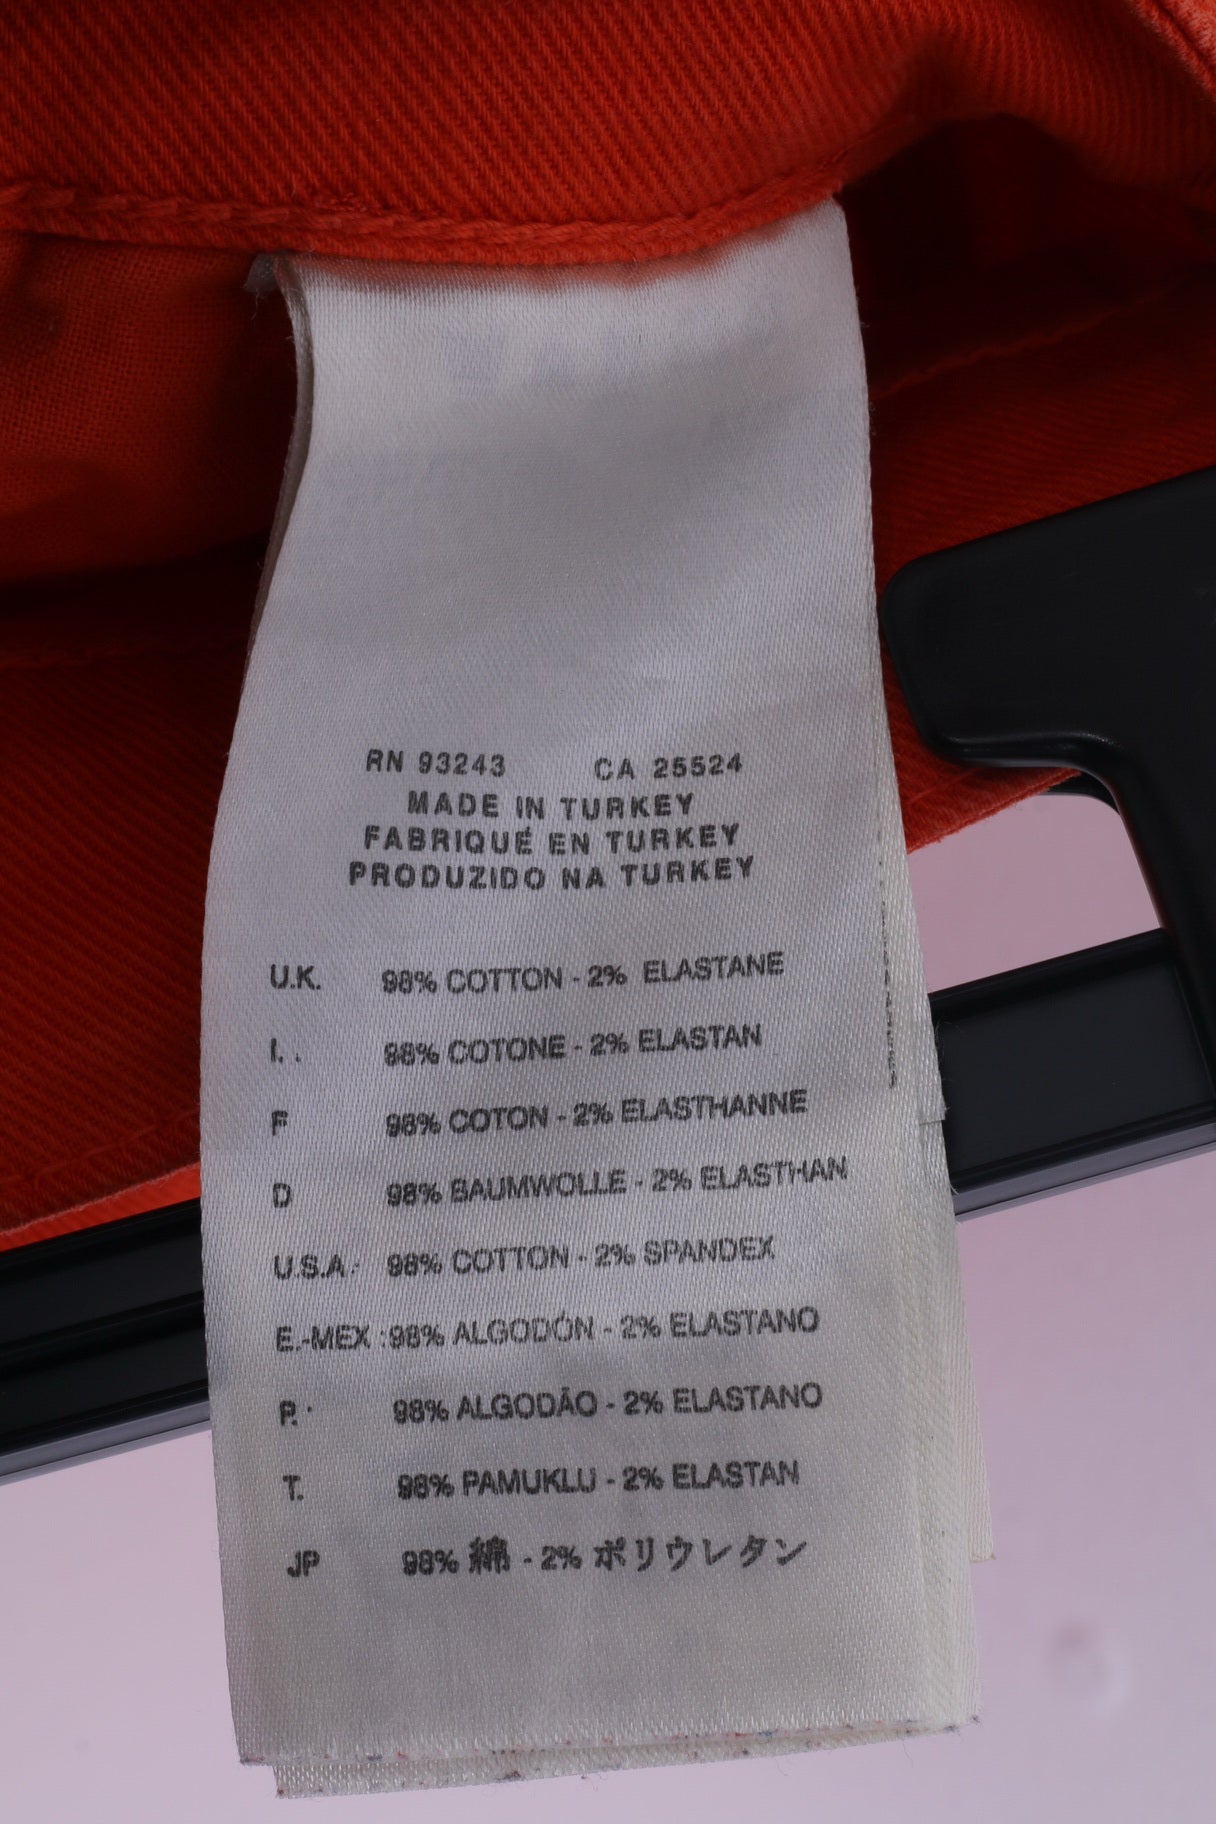 RN 93243 CA 25524
MADE IN TURKEY
FABRIQUÉ EN TURKEY
PRODUZIDO NA TURKEY
U.K. 98% COTTON - 2% ELASTANE
I. . 98% COTONE - 2% ELASTAN
F 98% COTON - 2% ELASTHANNE
D 98% BAUMWOLLE - 2% ELASTHAN
U.S.A. 98% COTTON - 2% SPANDEX
E.-MEX : 98% ALGODÓN - 2% ELASTANO
P. 98% ALGODÃO - 2% ELASTANO
T. 98% PAMUKLU - 2% ELASTAN
JP 98% 綿 - 2% ポリウレタン